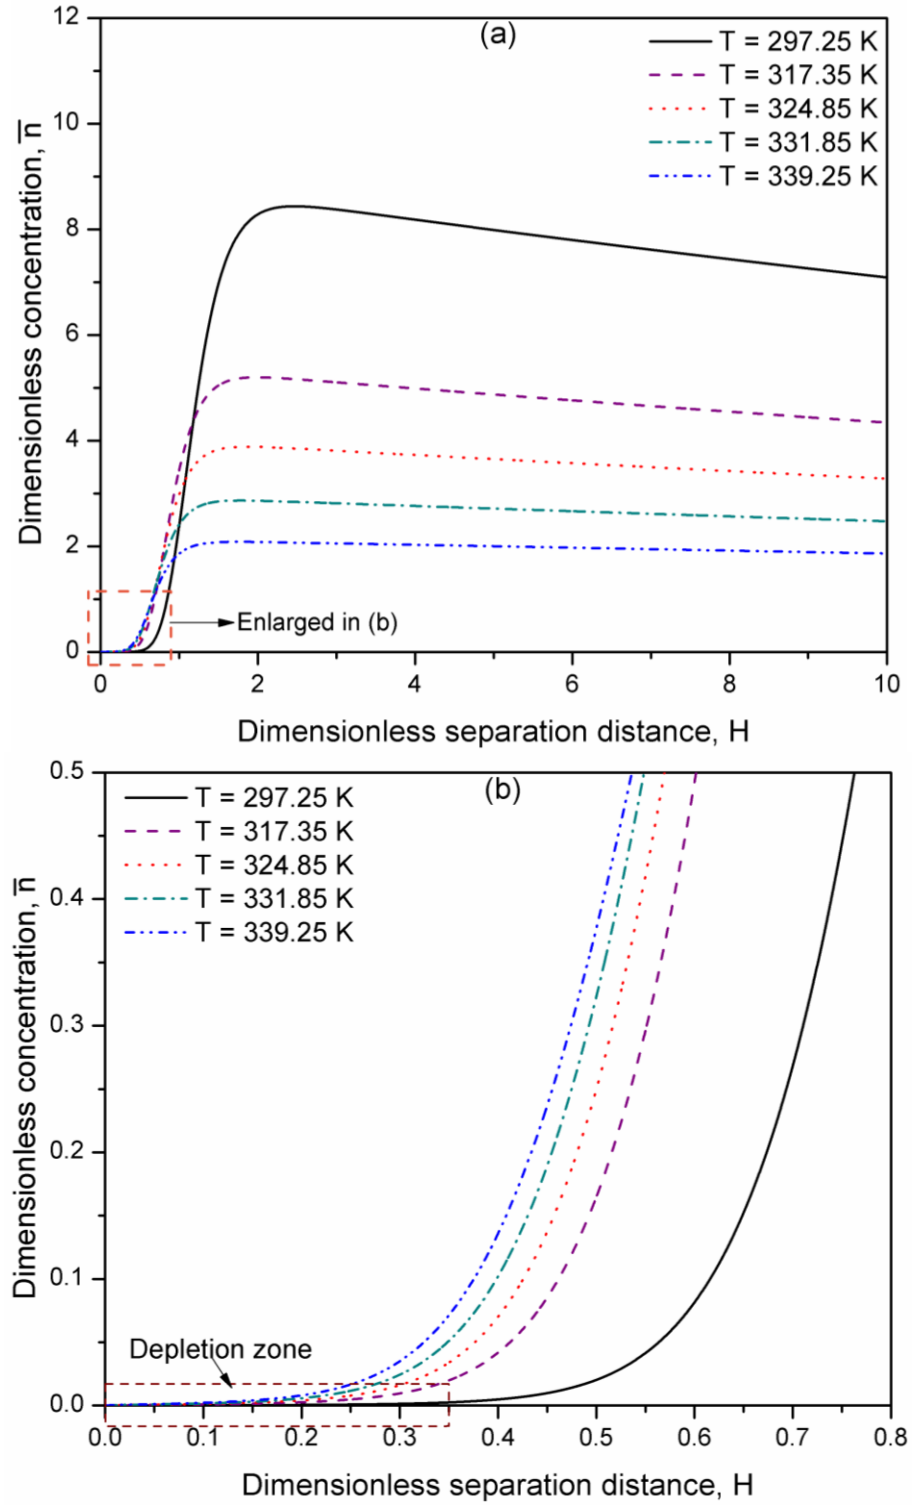 (a)
12
10
8
6
4
2
0
Dimensionless concentration, n̅
T = 297.25 K
T = 317.35 K
T = 324.85 K
T = 331.85 K
T = 339.25 K
Enlarged in (b)
0 2 4 6 8 10
Dimensionless separation distance, H
(b)
0.5
0.4
0.3
0.2
0.1
0.0
Dimensionless concentration, n̅
T = 297.25 K
T = 317.35 K
T = 324.85 K
T = 331.85 K
T = 339.25 K
Depletion zone
0.0 0.1 0.2 0.3 0.4 0.5 0.6 0.7 0.8
Dimensionless separation distance, H